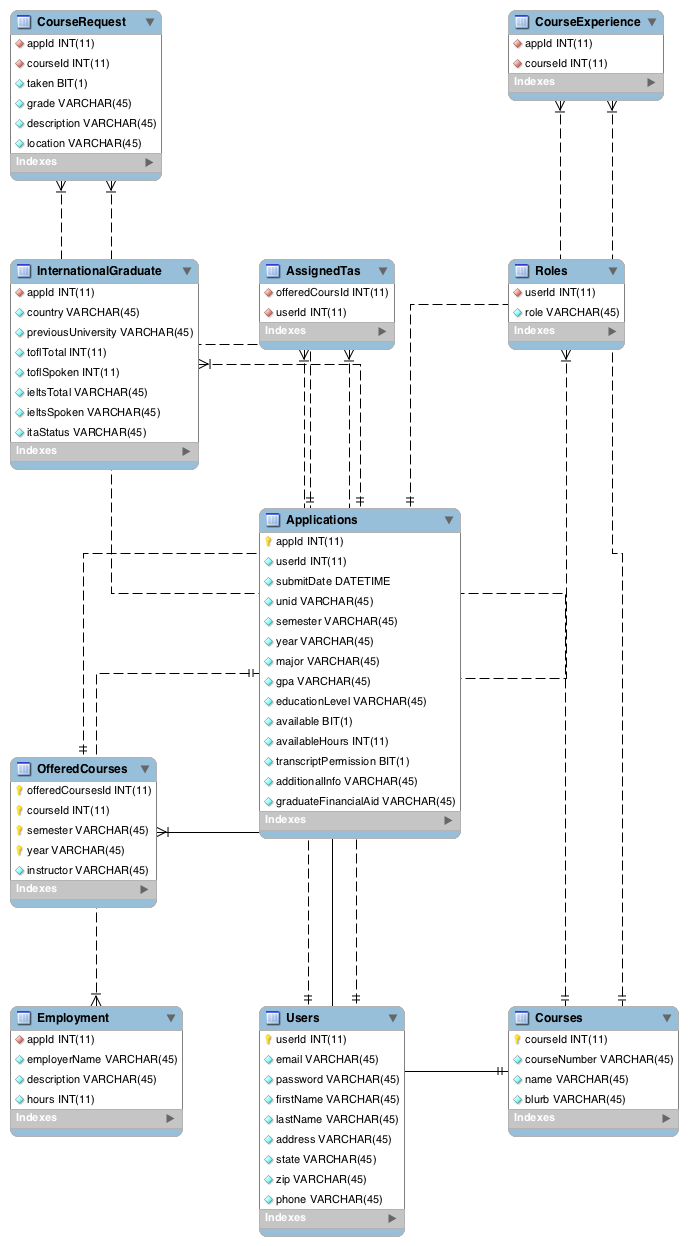 CourseRequest
appId INT(11)
courseId INT(11)
taken BIT(1)
grade VARCHAR(45)
description VARCHAR(45)
location VARCHAR(45)
Indexes
CourseExperience
appId INT(11)
courseId INT(11)
Indexes
InternationalGraduate
appId INT(11)
country VARCHAR(45)
previousUniversity VARCHAR(45)
toflTotal INT(11)
toflSpoken INT(11)
ieltsTotal VARCHAR(45)
ieltsSpoken VARCHAR(45)
itaStatus VARCHAR(45)
Indexes
AssignedTas
offeredCoursId INT(11)
userId INT(11)
Indexes
Roles
userId INT(11)
role VARCHAR(45)
Indexes
Applications
appId INT(11)
userId INT(11)
submitDate DATETIME
unid VARCHAR(45)
semester VARCHAR(45)
year VARCHAR(45)
major VARCHAR(45)
gpa VARCHAR(45)
educationLevel VARCHAR(45)
available BIT(1)
availableHours INT(11)
transcriptPermission BIT(1)
additionalInfo VARCHAR(45)
graduateFinancialAid VARCHAR(45)
Indexes
OfferedCourses
offeredCoursesId INT(11)
courseId INT(11)
semester VARCHAR(45)
year VARCHAR(45)
instructor VARCHAR(45)
Indexes
Employment
appId INT(11)
employerName VARCHAR(45)
description VARCHAR(45)
hours INT(11)
Indexes
Users
userId INT(11)
email VARCHAR(45)
password VARCHAR(45)
firstName VARCHAR(45)
lastName VARCHAR(45)
address VARCHAR(45)
state VARCHAR(45)
zip VARCHAR(45)
phone VARCHAR(45)
Indexes
Courses
courseId INT(11)
courseNumber VARCHAR(45)
name VARCHAR(45)
blurb VARCHAR(45)
Indexes